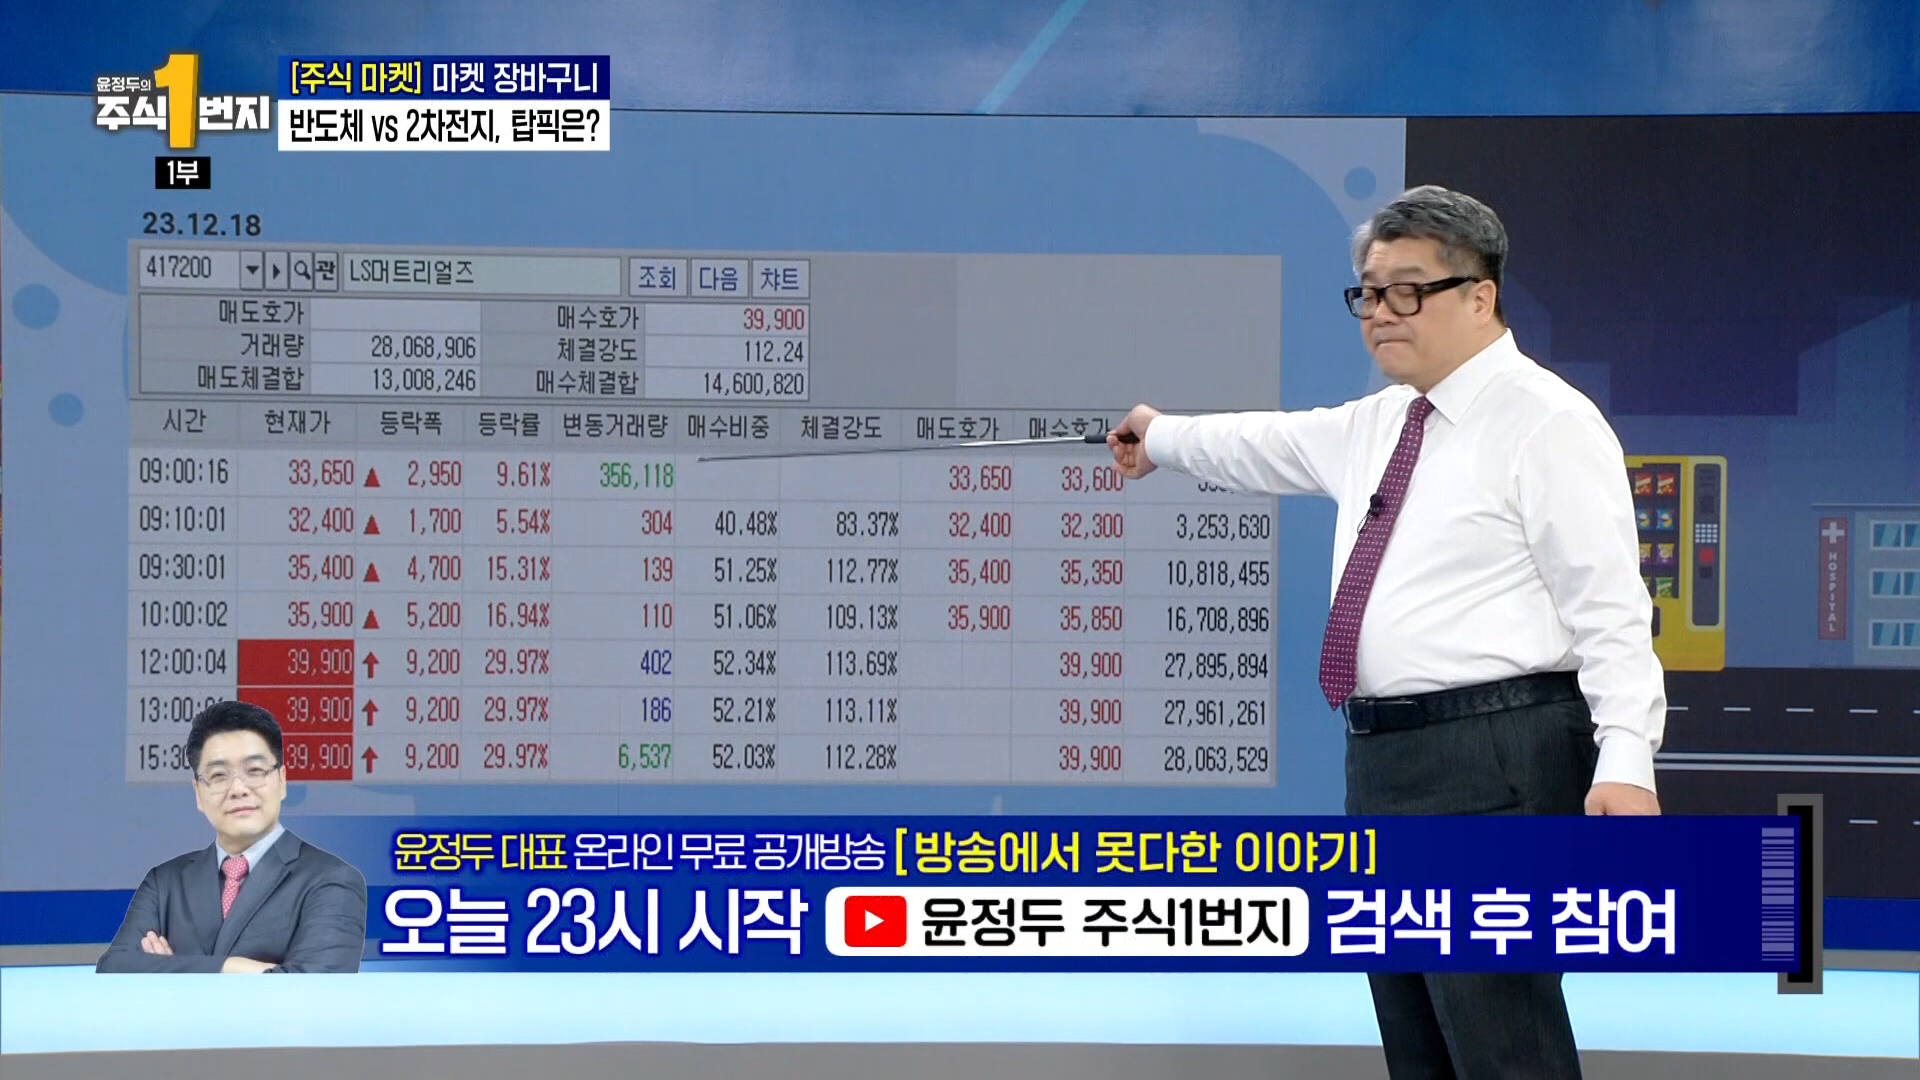 윤정두의
주식1번지
1부
[주식 마켓] 마켓 장바구니
반도체 vs 2차전지, 탑픽은?
23.12.18
417200 관 LS머트리얼즈 조회 다음 챠트
매도호가 매수호가 39,900
거래량 28,068,906 체결강도 112.24
매도체결합 13,008,246 매수체결합 14,600,820
시간 현재가 등락폭 등락률 변동거래량 매수비중 체결강도 매도호가 매수호가
09:00:16 33,650 ▲ 2,950 9.61% 356,118 33,650 33,600
09:10:01 32,400 ▲ 1,700 5.54% 304 40.48% 83.37% 32,400 32,300 3,253,630
09:30:01 35,400 ▲ 4,700 15.31% 139 51.25% 112.77% 35,400 35,350 10,818,455
10:00:02 35,900 ▲ 5,200 16.94% 110 51.06% 109.13% 35,900 35,850 16,708,896
12:00:04 39,900 ↑ 9,200 29.97% 402 52.34% 113.69% 39,900 27,895,894
13:00: 39,900 ↑ 9,200 29.97% 186 52.21% 113.11% 39,900 27,961,261
15:30 39,900 ↑ 9,200 29.97% 6,537 52.03% 112.28% 39,900 28,063,529
HOSPITAL
윤정두 대표 온라인 무료 공개방송 [방송에서 못다한 이야기]
오늘 23시 시작 윤정두 주식1번지 검색 후 참여